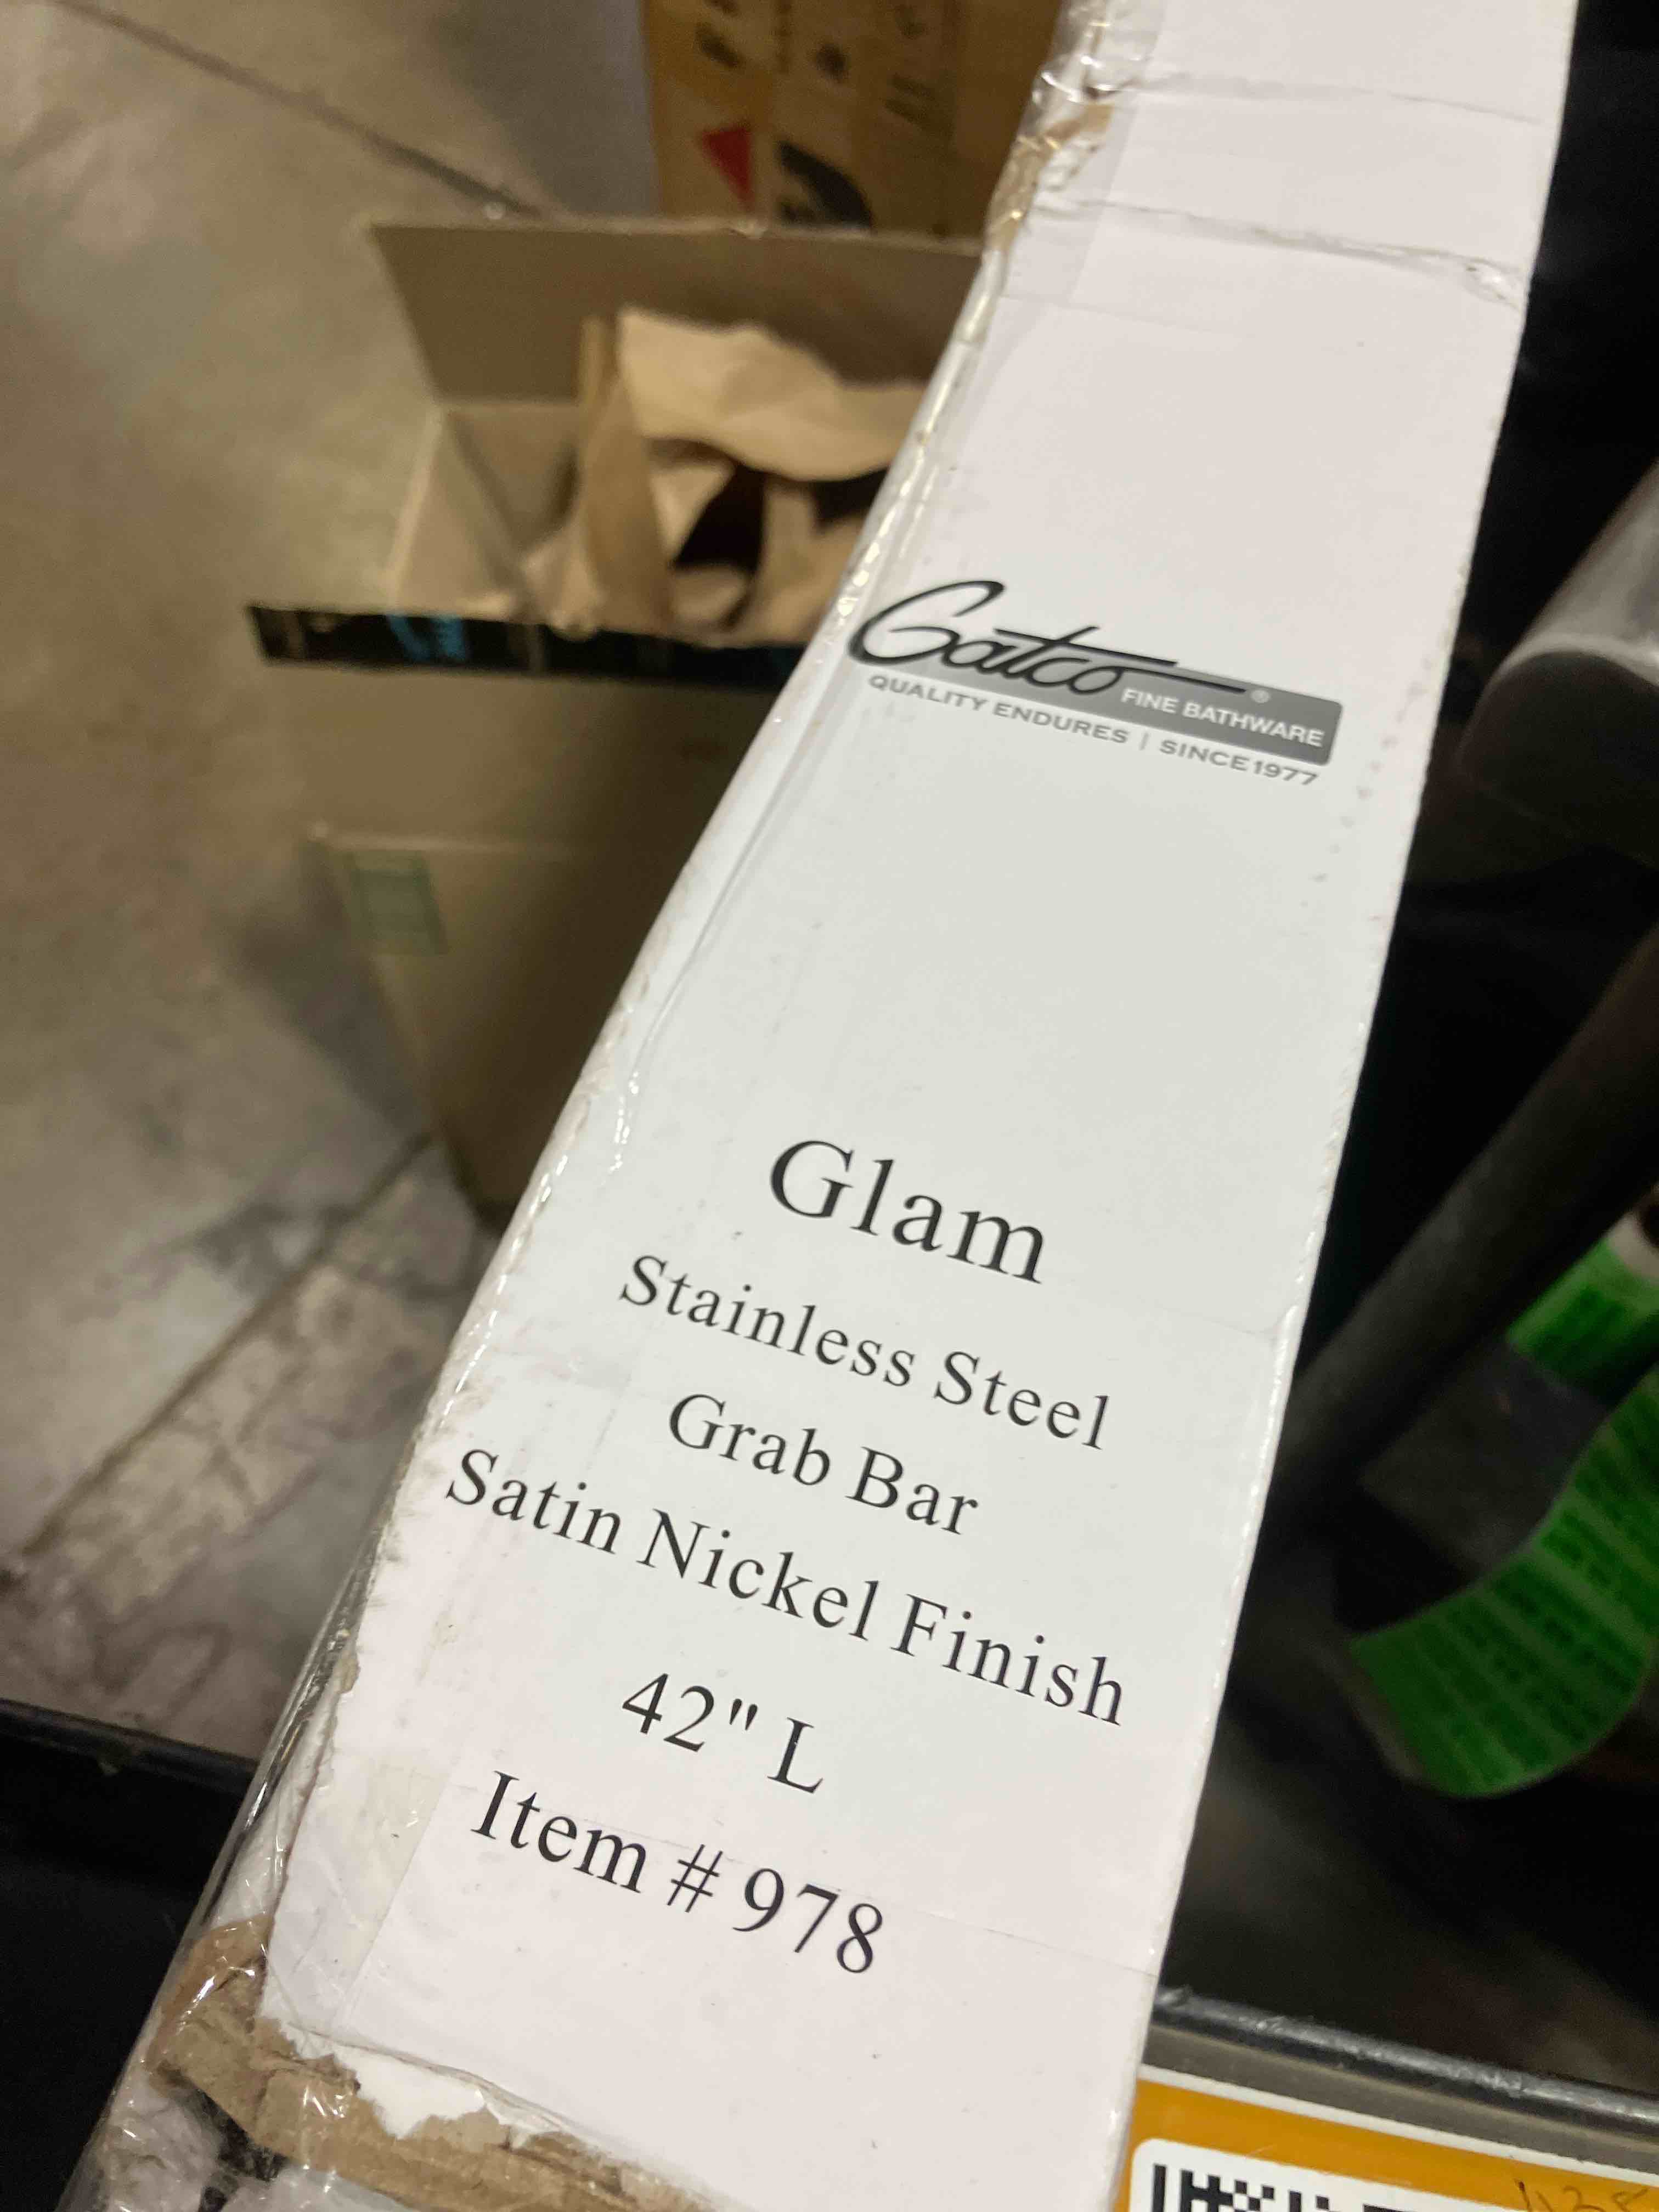 Gatco® FINE BATHWARE
QUALITY ENDURES | SINCE 1977
Glam
Stainless Steel
Grab Bar
Satin Nickel Finish
42" L
Item # 978